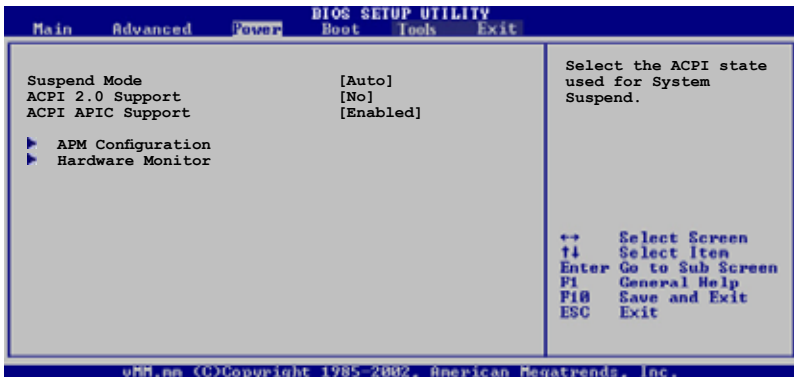 BIOS SETUP UTILITY
Main Advanced Power Boot Tools Exit
Suspend Mode [Auto]
ACPI 2.0 Support [No]
ACPI APIC Support [Enabled]
APM Configuration
Hardware Monitor
Select the ACPI state
used for System
Suspend.
←→ Select Screen
↑↓ Select Item
Enter Go to Sub Screen
F1 General Help
F10 Save and Exit
ESC Exit
vMM.mm (C)Copyright 1985-2002, American Megatrends, Inc.